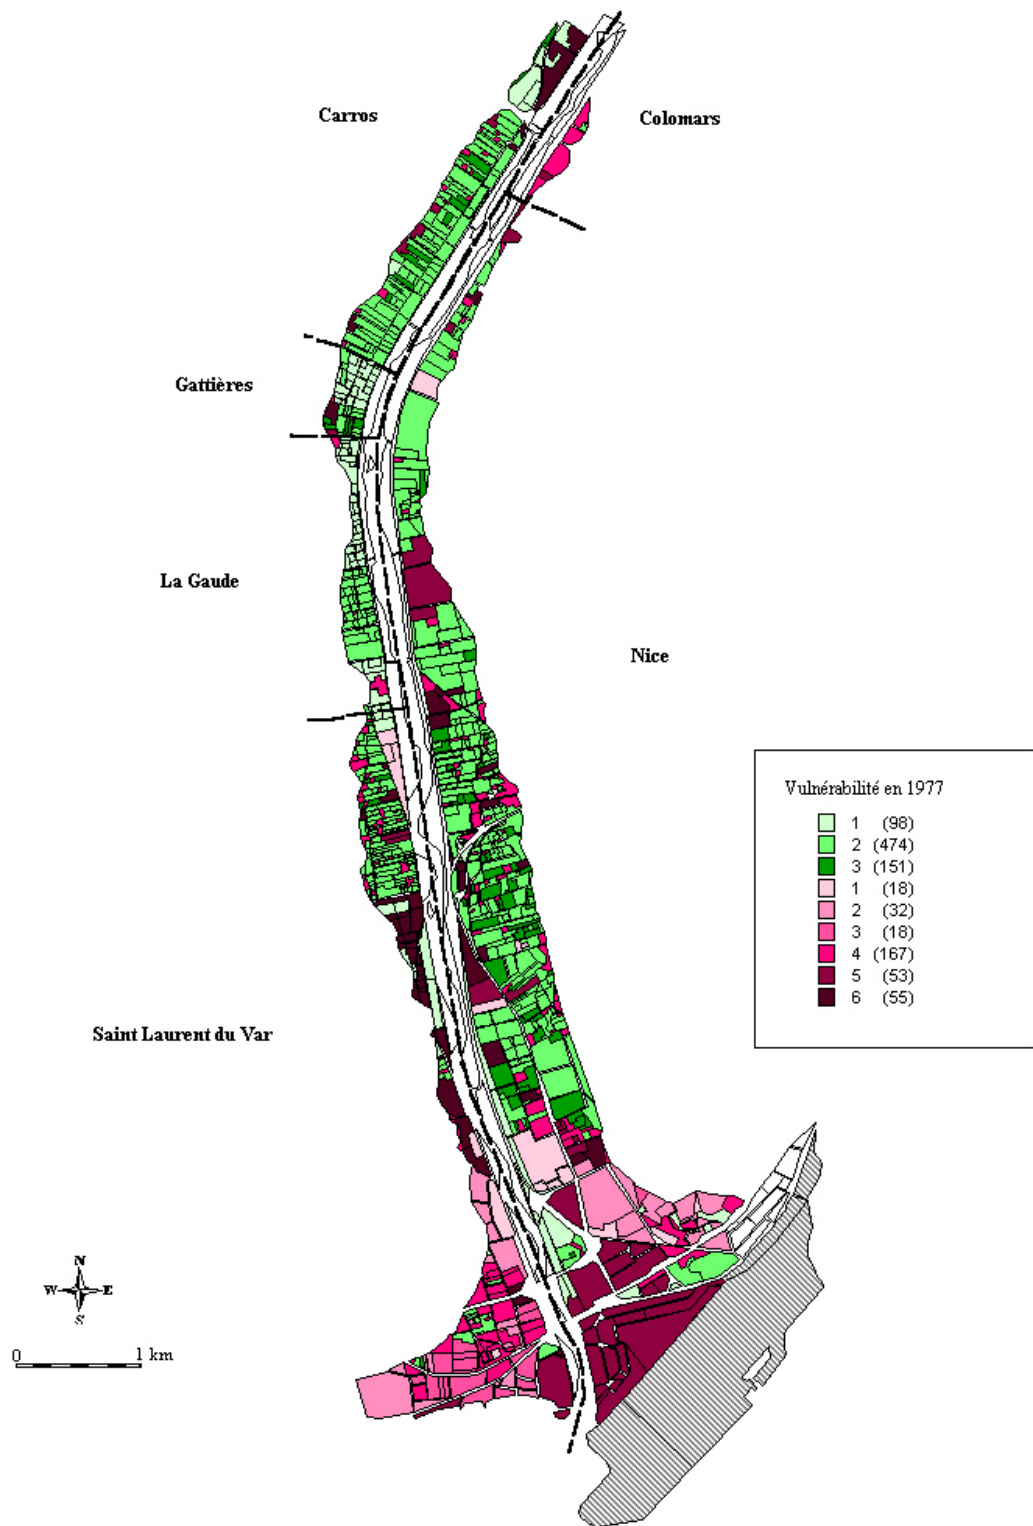 Carros
Colomars
Gattières
La Gaude
Nice
Vulnérabilité en 1977
1 (98)
2 (474)
3 (151)
1 (18)
2 (32)
3 (18)
4 (167)
5 (53)
6 (55)
Saint Laurent du Var
N
W E
S
0 1 km